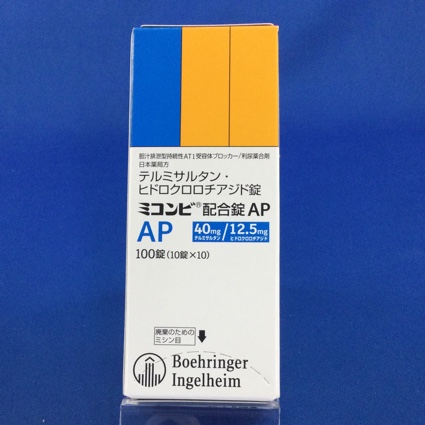 胆汁排泄型持続性AT1受容体ブロッカー/利尿薬合剤
日本薬局方
テルミサルタン・
ヒドロクロロチアジド錠
ミコンビ®配合錠AP
AP 40mg/12.5mg
テルミサルタン ヒドロクロロチアジド
100錠(10錠×10)
廃棄のための
ミシン目
Boehringer
Ingelheim